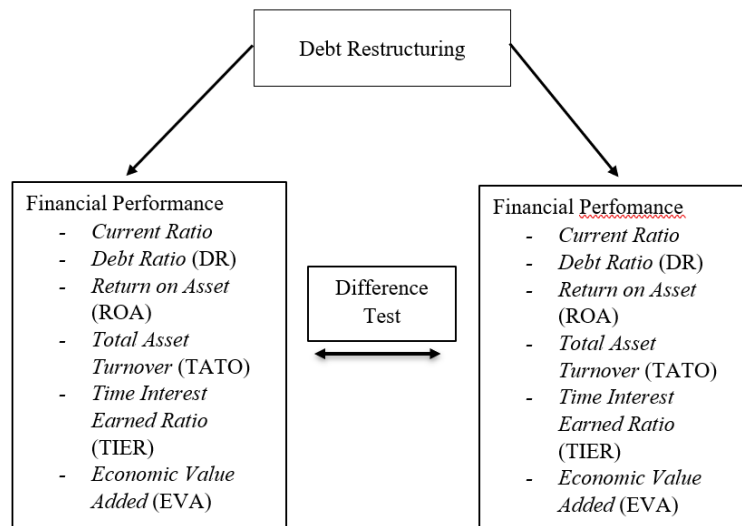 Debt Restructuring
Financial Performance
- Current Ratio
- Debt Ratio (DR)
- Return on Asset
(ROA)
- Total Asset
Turnover (TATO)
- Time Interest
Earned Ratio
(TIER)
- Economic Value
Added (EVA)
Difference
Test
Financial Perfomance
- Current Ratio
- Debt Ratio (DR)
- Return on Asset
(ROA)
- Total Asset
Turnover (TATO)
- Time Interest
Earned Ratio
(TIER)
- Economic Value
Added (EVA)